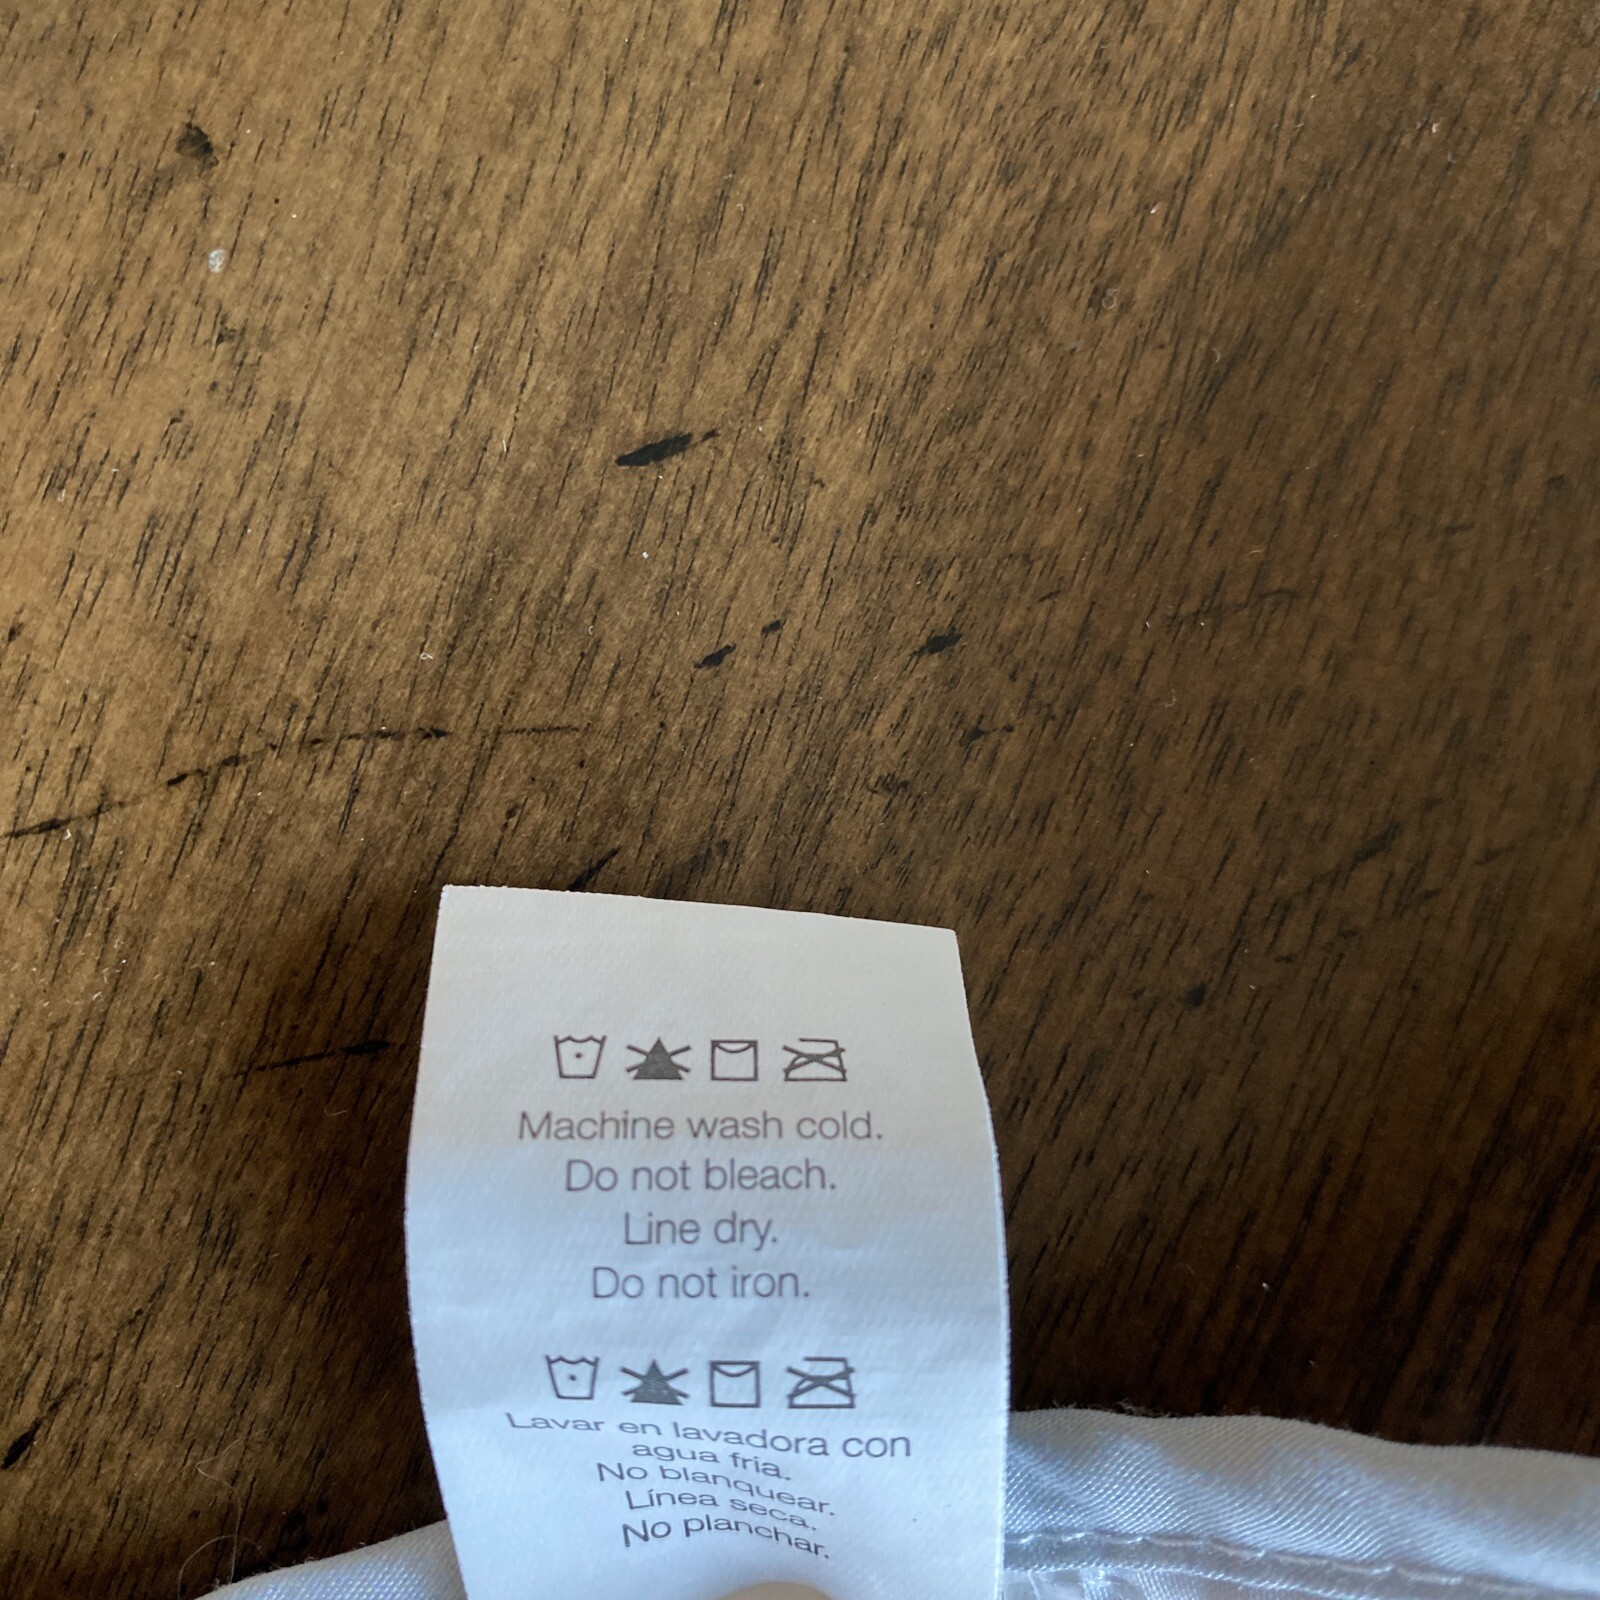 Machine wash cold.
Do not bleach.
Line dry.
Do not iron.
Lavar en lavadora con
agua fria.
No blanquear.
Línea seca.
No planchar.